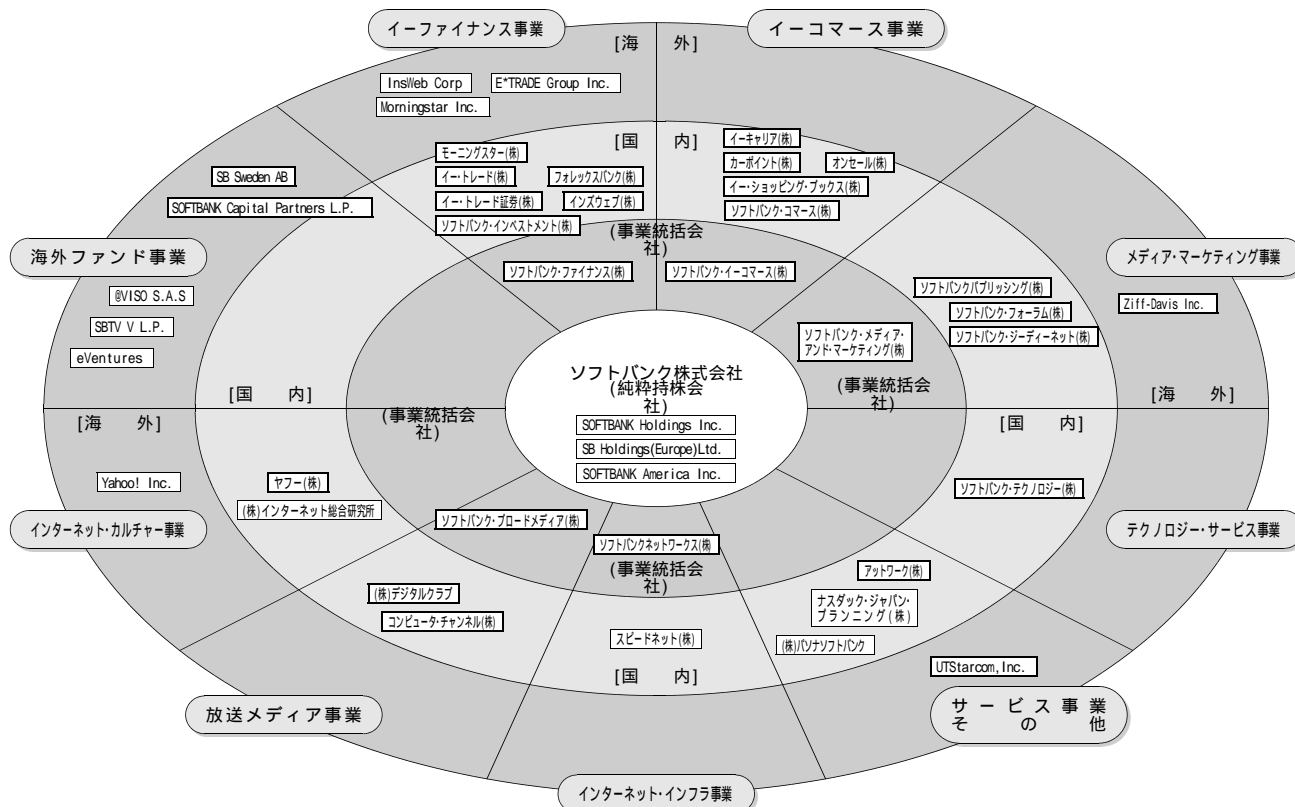 イーファイナンス事業
イーコマース事業
[海 外]
InsWeb Corp
E*TRADE Group Inc.
Morningstar Inc.
[国 内]
モーニングスター(株)
イー・トレード(株)
フォレックスバンク(株)
イー・トレード証券(株)
インズウェブ(株)
ソフトバンク・インベストメント(株)
イーキャリア(株)
カーポイント(株)
オンセール(株)
イー・ショッピング・ブックス(株)
ソフトバンク・コマース(株)
SB Sweden AB
SOFTBANK Capital Partners L.P.
(事業統括会
社)
ソフトバンク・ファイナンス(株)
ソフトバンク・イーコマース(株)
海外ファンド事業
@VISO S.A.S
SBTV V L.P.
eVentures
メディア・マーケティング事業
Ziff-Davis Inc.
ソフトバンクパブリッシング(株)
ソフトバンク・フォーラム(株)
ソフトバンク・ジーディーネット(株)
ソフトバンク・メディア・
アンド・マーケティング(株)
ソフトバンク株式会社
(純粋持株会
社)
SOFTBANK Holdings Inc.
SB Holdings(Europe)Ltd.
SOFTBANK America Inc.
[国 内]
(事業統括会
社)
(事業統括会
社)
[海 外]
[海 外]
[国 内]
Yahoo! Inc.
ヤフー(株)
(株)インターネット総合研究所
インターネット・カルチャー事業
ソフトバンク・テクノロジー(株)
テクノロジー・サービス事業
ソフトバンク・ブロードメディア(株)
ソフトバンクネットワークス(株)
(事業統括会
社)
(株)デジタルクラブ
コンピュータ・チャンネル(株)
アットワーク(株)
ナスダック・ジャパン・
プランニング(株)
(株)パソナソフトバンク
スピードネット(株)
[国 内]
UTStarcom,Inc.
放送メディア事業
サービス事業
その他
インターネット・インフラ事業